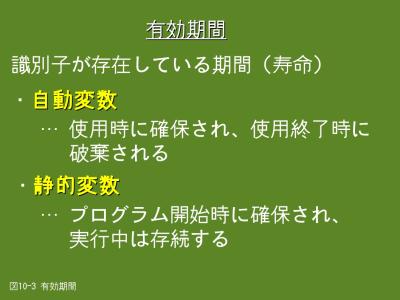 有効期間
識別子が存在している期間（寿命）
・自動変数
… 使用時に確保され、使用終了時に
破棄される
・静的変数
… プログラム開始時に確保され、
実行中は存続する
図10-3 有効期間